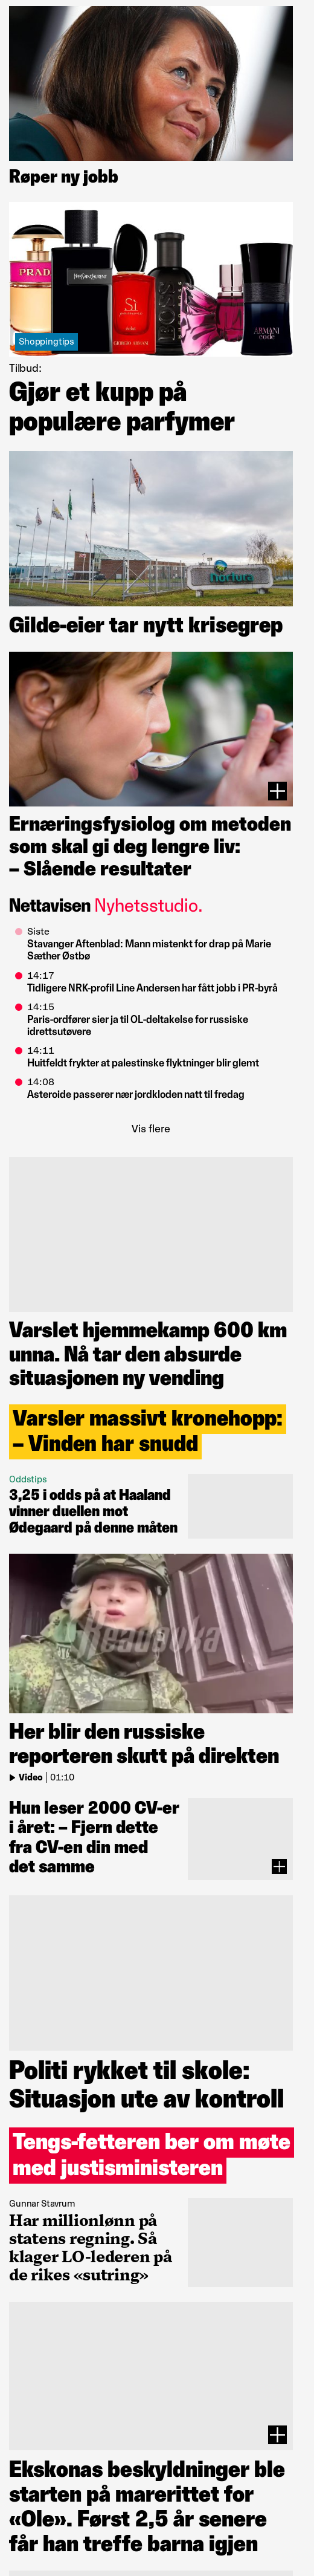 Røper ny jobb
PRADA
YvesSaintLaurent
Sì
GIORGIO ARMANI
BOSS
ARMANI
code
Shoppingtips
Tilbud:
Gjør et kupp på
populære parfymer
nortura
Gilde-eier tar nytt krisegrep
Ernæringsfysiolog om metoden
som skal gi deg lengre liv:
– Slående resultater
Nettavisen Nyhetsstudio.
Siste
Stavanger Aftenblad: Mann mistenkt for drap på Marie
Sæther Østbø
14:17
Tidligere NRK-profil Line Andersen har fått jobb i PR-byrå
14:15
Paris-ordfører sier ja til OL-deltakelse for russiske
idrettsutøvere
14:11
Huitfeldt frykter at palestinske flyktninger blir glemt
14:08
Asteroide passerer nær jordkloden natt til fredag
Vis flere
Varslet hjemmekamp 600 km
unna. Nå tar den absurde
situasjonen ny vending
Varsler massivt kronehopp:
– Vinden har snudd
Oddstips
3,25 i odds på at Haaland
vinner duellen mot
Ødegaard på denne måten
Her blir den russiske
reporteren skutt på direkten
Video | 01:10
Hun leser 2000 CV-er
i året: – Fjern dette
fra CV-en din med
det samme
Politi rykket til skole:
Situasjon ute av kontroll
Tengs-fetteren ber om møte
med justisministeren
Gunnar Stavrum
Har millionlønn på
statens regning. Så
klager LO-lederen på
de rikes «sutring»
Ekskonas beskyldninger ble
starten på marerittet for
«Ole». Først 2,5 år senere
får han treffe barna igjen